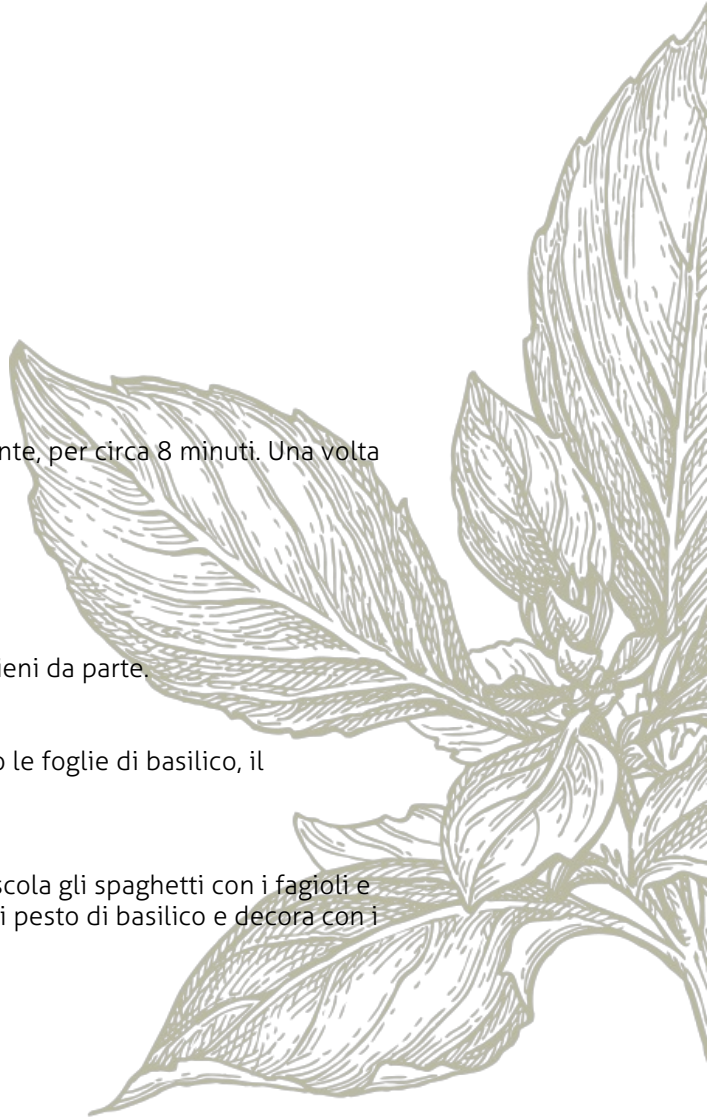 nte, per circa 8 minuti. Una volta
ieni da parte.
o le foglie di basilico, il
scola gli spaghetti con i fagioli e
i pesto di basilico e decora con i